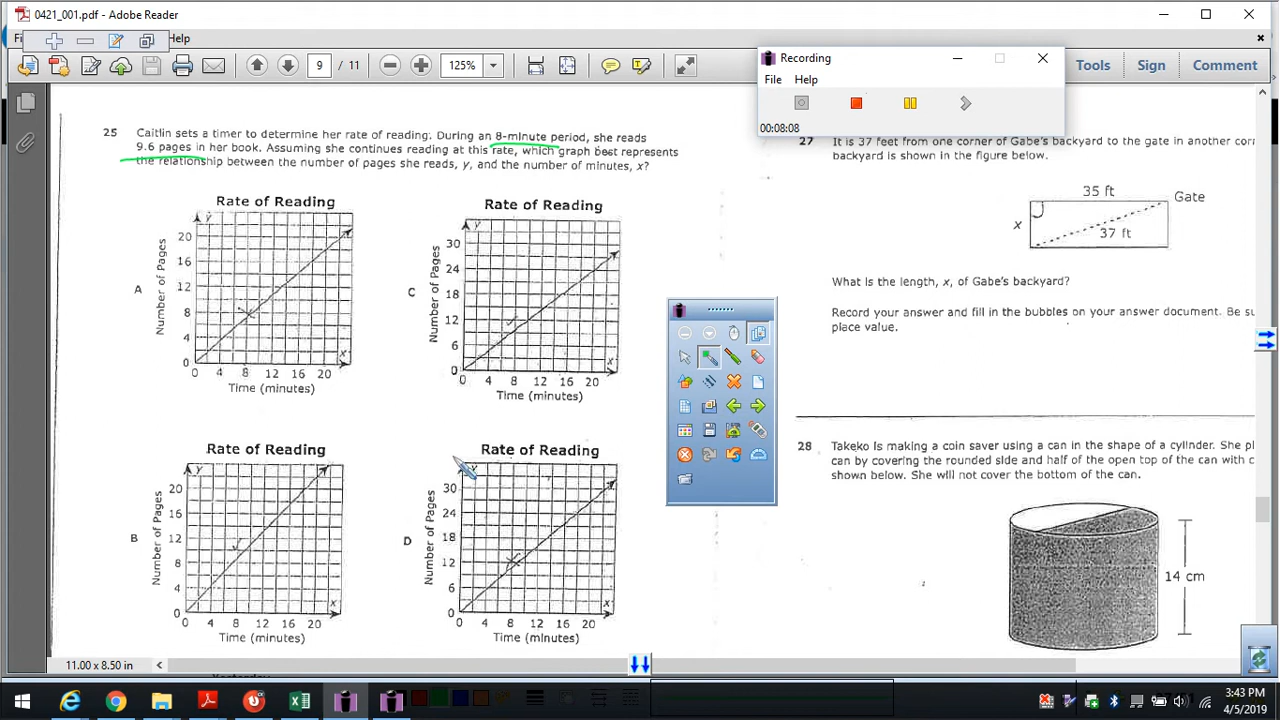 0421_001.pdf - Adobe Reader
Help
9 / 11
125%
Tools
Sign
Comment
Recording
File Help
00:08:08
25 Caitlin sets a timer to determine her rate of reading. During an 8-minute period, she reads
9.6 pages in her book. Assuming she continues reading at this rate, which graph best represents
the relationship between the number of pages she reads, y, and the number of minutes, x?
Rate of Reading
y
Number of Pages
20
16
12
8
4
0
A
x
0 4 8 12 16 20
Time (minutes)
Rate of Reading
y
Number of Pages
30
24
18
12
6
0
C
x
0 4 8 12 16 20
Time (minutes)
Rate of Reading
y
Number of Pages
20
16
12
8
4
0
B
x
0 4 8 12 16 20
Time (minutes)
Rate of Reading
Number of Pages
30
24
18
12
6
0
D
x
0 4 8 12 16 20
Time (minutes)
27 It is 37 feet from one corner of Gabe's backyard to the gate in another
backyard is shown in the figure below.
35 ft
Gate
x
37 ft
What is the length, x, of Gabe's backyard?
Record your answer and fill in the bubbles on your answer document. Be
place value.
28 Takeko is making a coin saver using a can in the shape of a cylinder. She
can by covering the rounded side and half of the open top of the can with
shown below. She will not cover the bottom of the can.
14 cm
11.00 x 8.50 in
3:43 PM
4/5/2019